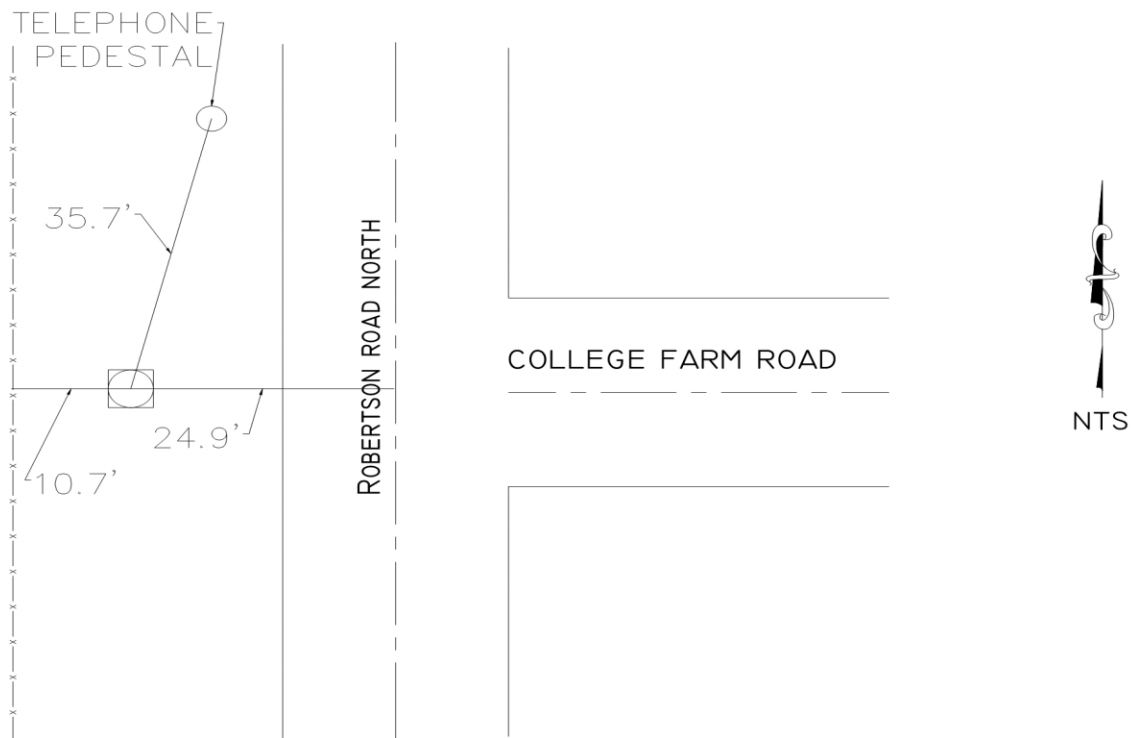 TELEPHONE
PEDESTAL
35.7'
ROBERTSON ROAD NORTH
COLLEGE FARM ROAD
24.9'
10.7'
NTS